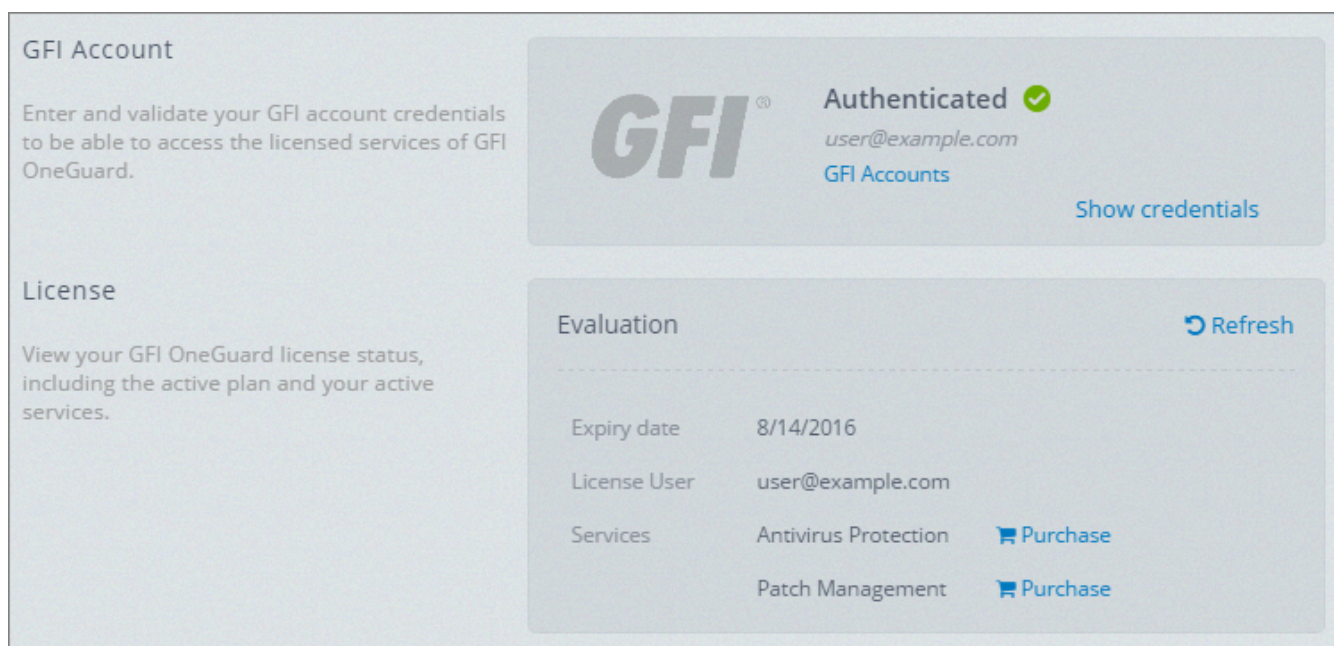 GFI Account
Enter and validate your GFI account credentials
to be able to access the licensed services of GFI
OneGuard.
GFI®
Authenticated
user@example.com
GFI Accounts
Show credentials
License
View your GFI OneGuard license status,
including the active plan and your active
services.
Evaluation
Refresh
Expiry date 8/14/2016
License User user@example.com
Services Antivirus Protection Purchase
Patch Management Purchase